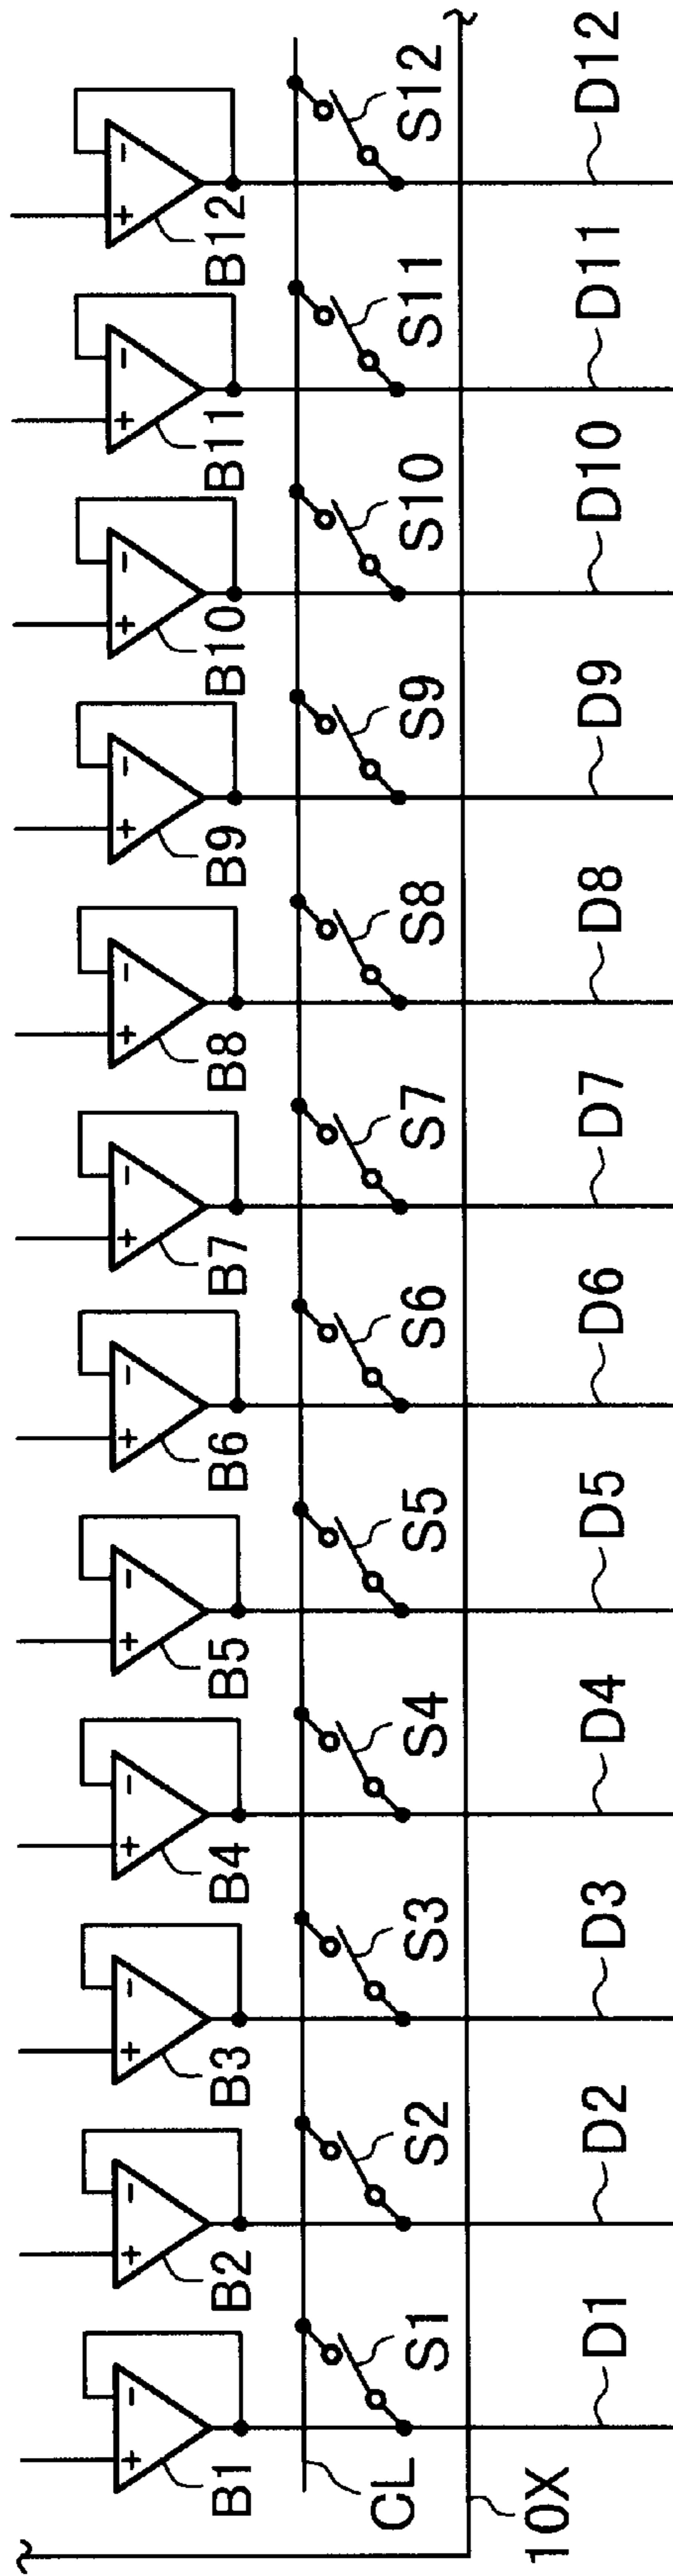 B1 B2 B3 B4 B5 B6 B7 B8 B9 B10 B11 B12
+ - + - + - + - + - + - + - + - + - + - + - + -
CL
S1 S2 S3 S4 S5 S6 S7 S8 S9 S10 S11 S12
10X
D1 D2 D3 D4 D5 D6 D7 D8 D9 D10 D11 D12